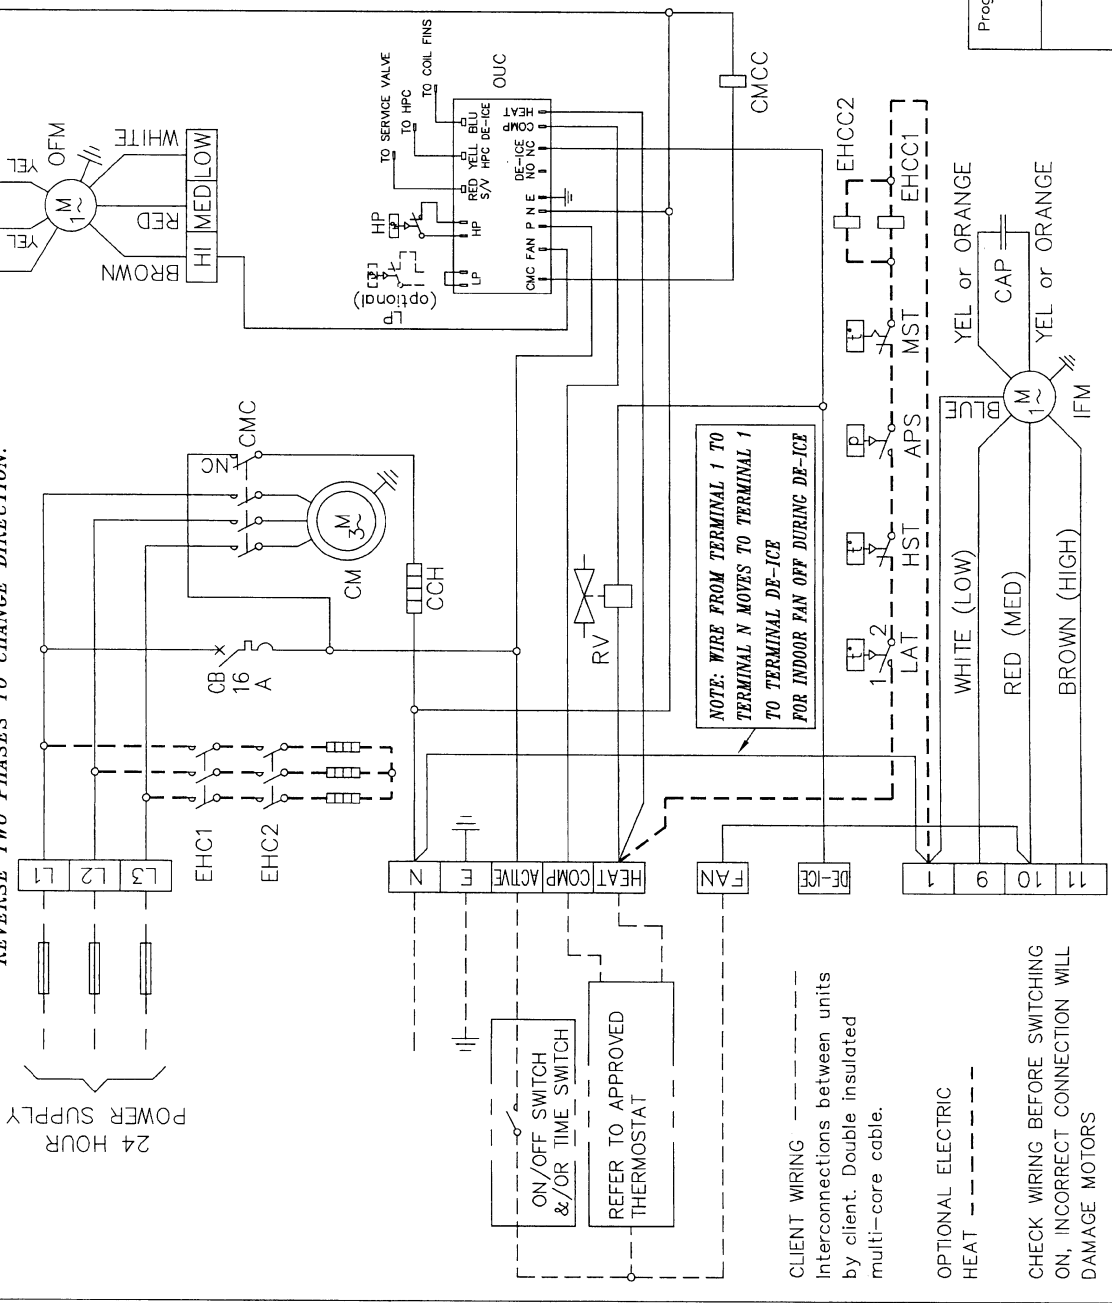 REVERSE TWO PHASES TO CHANGE DIRECTION.
24 HOUR
POWER SUPPLY
L1
L2
L3
EHC1
EHC2
CB
16
A
CM
M
3~
CMC
NC
CCH
YEL
YEL
OFM
M
1~
WHITE
RED
BROWN
HI
MED
LOW
TO SERVICE VALVE
TO HPC
TO COIL FINS
OUC
HP
LP
(optional)
RED
S/V
YELL
HPC
BLU
DE-ICE
HP
LP
CMC
FAN
P
N
E
DE-ICE
NO
NC
COMP
HEAT
CMCC
Prog
RV
NOTE: WIRE FROM TERMINAL 1 TO
TERMINAL N MOVES TO TERMINAL 1
TO TERMINAL DE-ICE
FOR INDOOR FAN OFF DURING DE-ICE
N
E
ACTIVE
COMP
HEAT
FAN
DE-ICE
1
9
10
11
ON/OFF SWITCH
&/OR TIME SWITCH
REFER TO APPROVED
THERMOSTAT
EHCC2
EHCC1
t°
MST
p
APS
t°
HST
t°
1
2
LAT
YEL or ORANGE
CAP
YEL or ORANGE
BLUE
M
1~
IFM
WHITE (LOW)
RED (MED)
BROWN (HIGH)
CLIENT WIRING
Interconnections between units
by client. Double insulated
multi-core cable.
OPTIONAL ELECTRIC
HEAT
CHECK WIRING BEFORE SWITCHING
ON, INCORRECT CONNECTION WILL
DAMAGE MOTORS